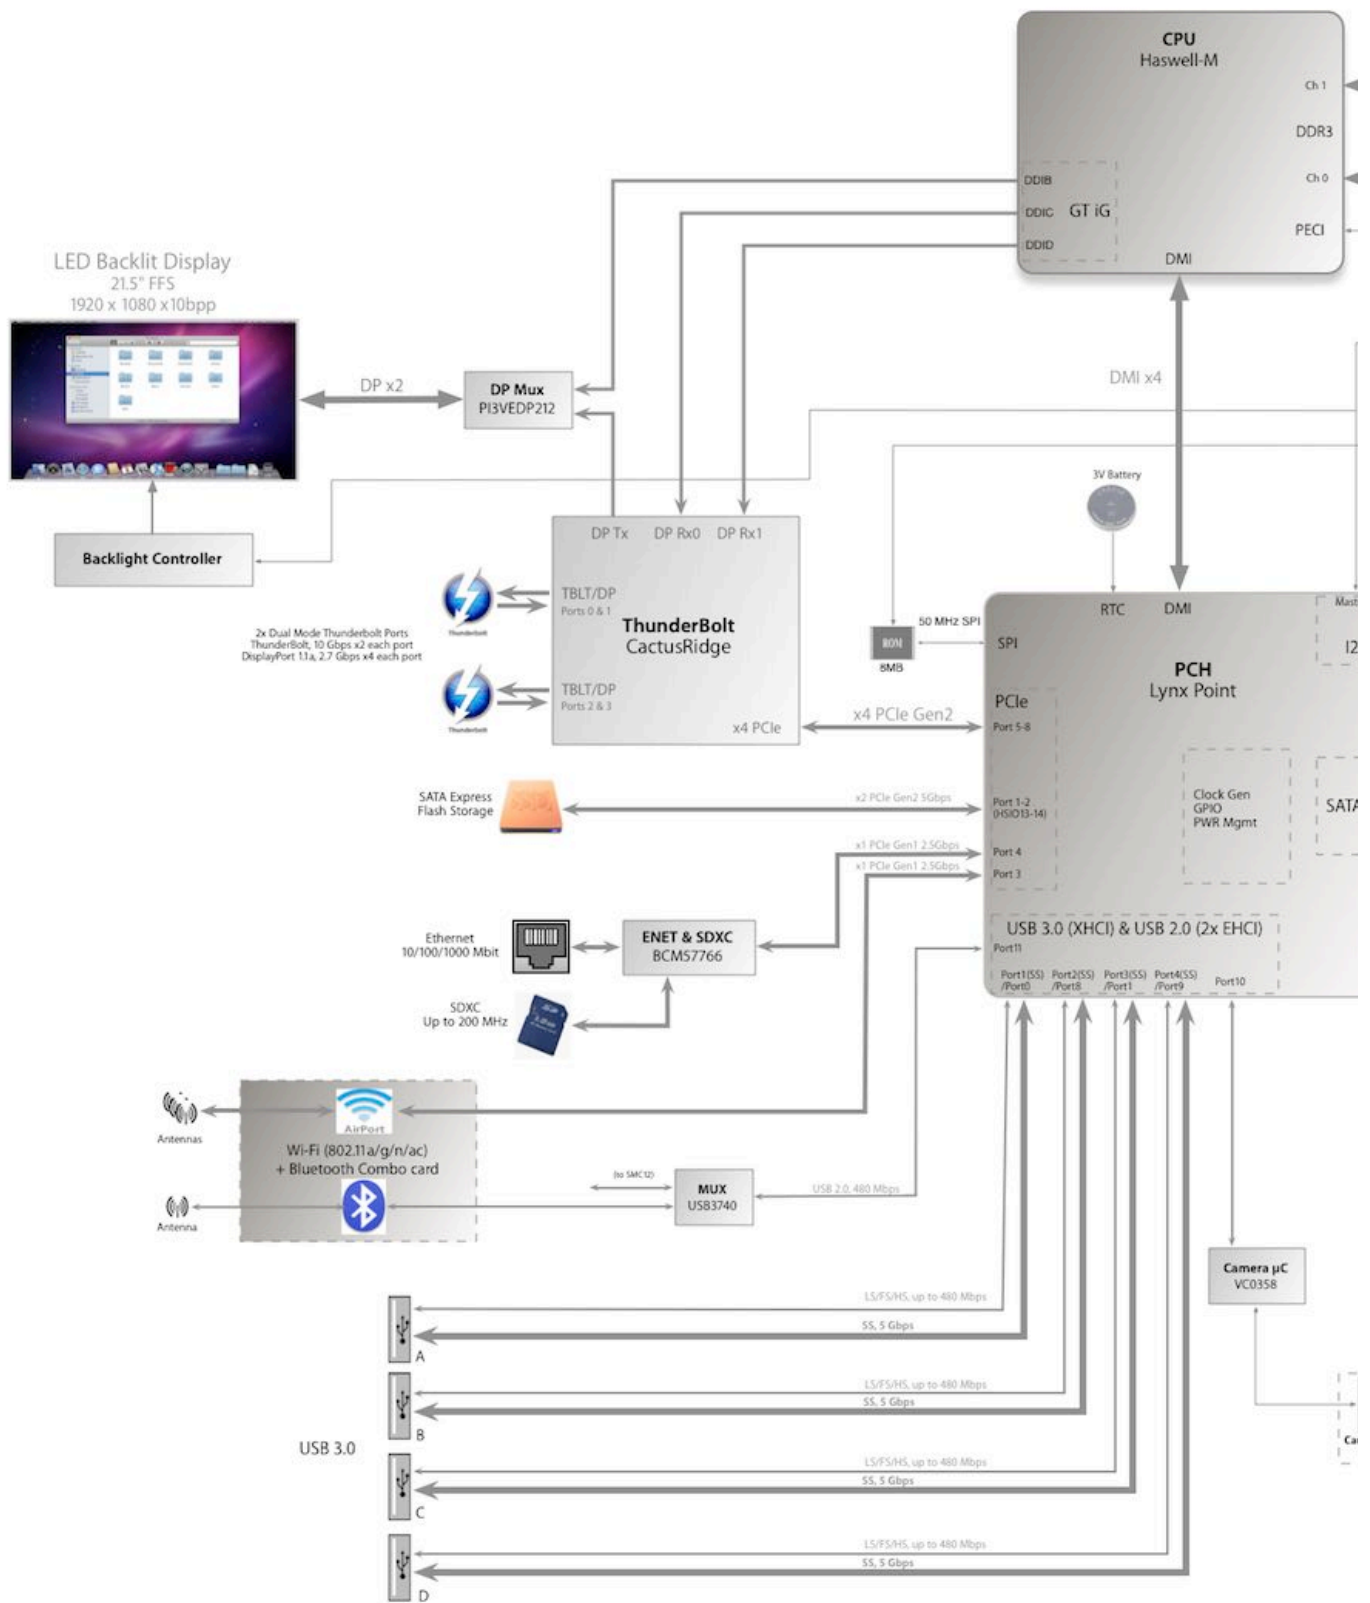 CPU
Haswell-M
Ch 1
DDR3
Ch 0
PECI
DDIB
DDIC
DDID
GT iG
DMI
LED Backlit Display
21.5" FFS
1920 x 1080 x10bpp
DP x2
DP Mux
PI3VEDP212
DMI x4
3V Battery
Backlight Controller
DP Tx
DP Rx0
DP Rx1
TBLT/DP
Ports 0 & 1
ThunderBolt
CactusRidge
TBLT/DP
Ports 2 & 3
x4 PCIe
Thunderbolt
Thunderbolt
2x Dual Mode Thunderbolt Ports
ThunderBolt, 10 Gbps x2 each port
DisplayPort 1.1a, 2.7 Gbps x4 each port
ROM
8MB
50 MHz SPI
RTC
DMI
Mast
SPI
I2
PCH
Lynx Point
PCIe
Port 5-8
x4 PCIe Gen2
SATA Express
Flash Storage
x2 PCIe Gen2 5Gbps
Port 1-2
(HSIO13-14)
Clock Gen
GPIO
PWR Mgmt
SATA
x1 PCIe Gen1 2.5Gbps
Port 4
x1 PCIe Gen1 2.5Gbps
Port 3
Ethernet
10/100/1000 Mbit
ENET & SDXC
BCM57766
USB 3.0 (XHCI) & USB 2.0 (2x EHCI)
Port11
Port1(SS)
/Port0
Port2(SS)
/Port8
Port3(SS)
/Port1
Port4(SS)
/Port9
Port10
SDXC
Up to 200 MHz
Antennas
AirPort
Wi-Fi (802.11a/g/n/ac)
+ Bluetooth Combo card
Antenna
(to SMC12)
MUX
USB3740
USB 2.0, 480 Mbps
Camera µC
VC0358
LS/FS/HS, up to 480 Mbps
SS, 5 Gbps
A
LS/FS/HS, up to 480 Mbps
SS, 5 Gbps
B
USB 3.0
Ca
LS/FS/HS, up to 480 Mbps
SS, 5 Gbps
C
LS/FS/HS, up to 480 Mbps
SS, 5 Gbps
D